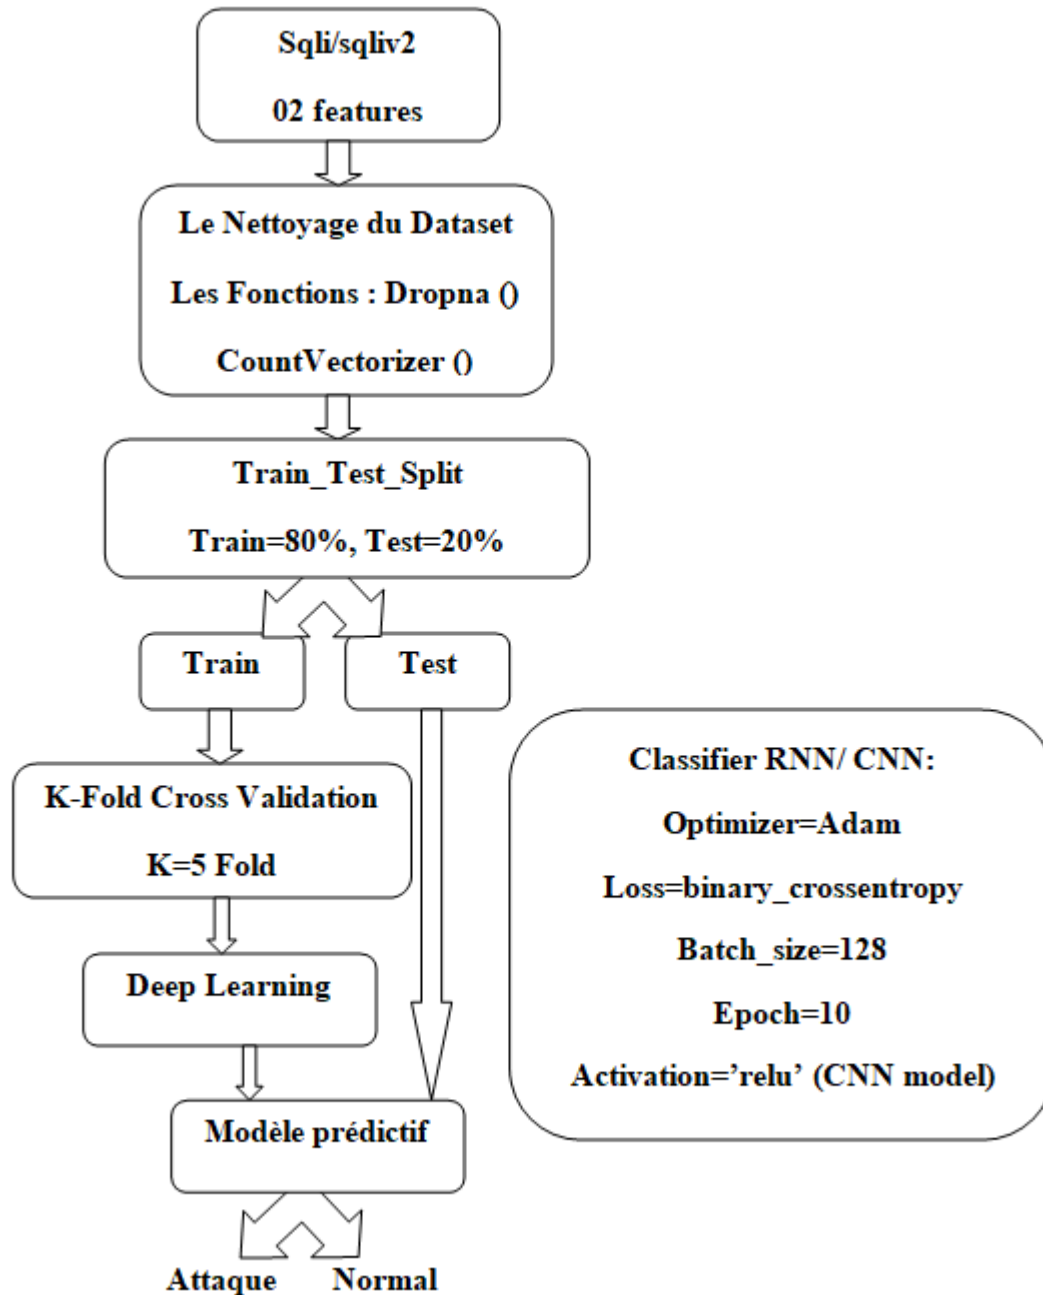 Sqli/sqliv2
02 features
Le Nettoyage du Dataset
Les Fonctions : Dropna ()
CountVectorizer ()
Train_Test_Split
Train=80%, Test=20%
Train
Test
K-Fold Cross Validation
K=5 Fold
Deep Learning
Modèle prédictif
Attaque
Normal
Classifier RNN/ CNN:
Optimizer=Adam
Loss=binary_crossentropy
Batch_size=128
Epoch=10
Activation=’relu’ (CNN model)